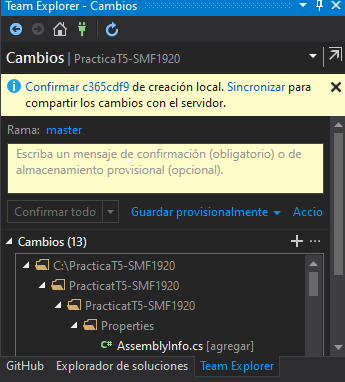 Team Explorer - Cambios
Cambios | PracticaT5-SMF1920
Confirmar c365cdf9 de creación local. Sincronizar para
compartir los cambios con el servidor.
Rama: master
Escriba un mensaje de confirmación (obligatorio) o de
almacenamiento provisional (opcional).
Confirmar todo Guardar provisionalmente Accio
Cambios (13)
C:\PracticaT5-SMF1920
PracticatT5-SMF1920
PracticatT5-SMF1920
Properties
C# AssemblyInfo.cs [agregar]
GitHub Explorador de soluciones Team Explorer